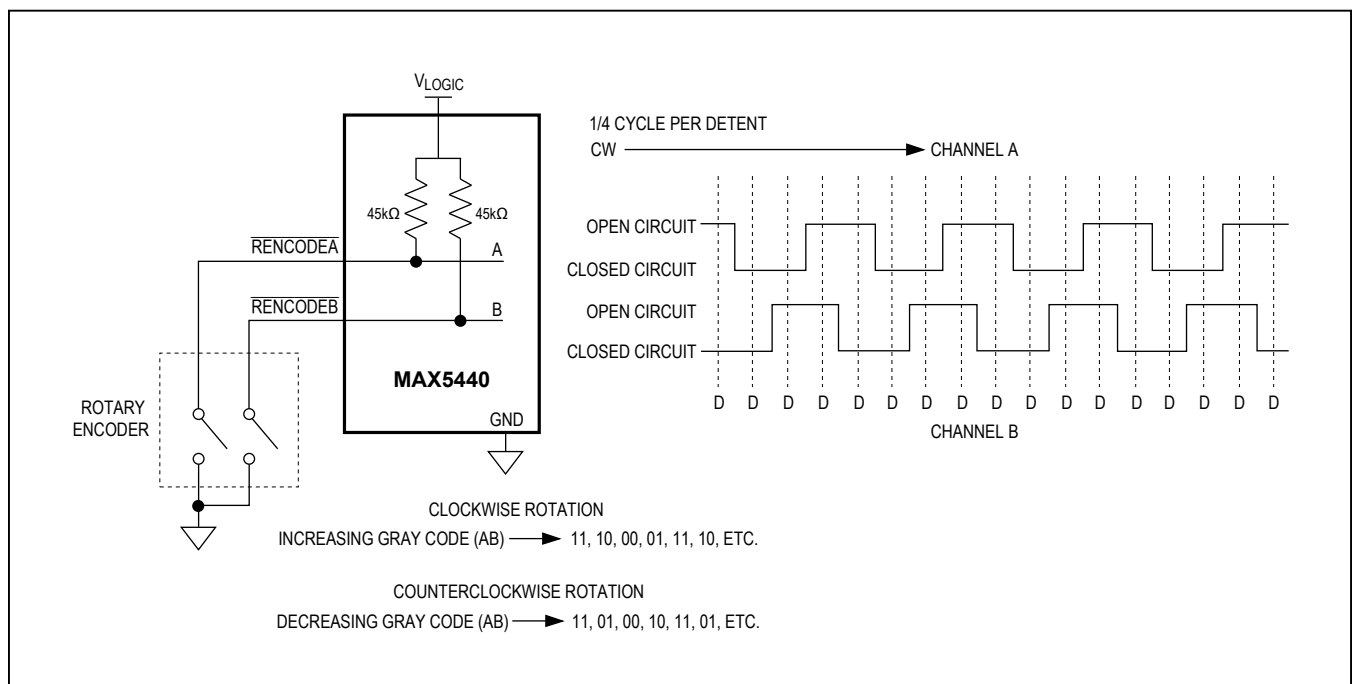 VLOGIC
45kΩ 45kΩ
RENCODEA
A
RENCODEB
B
MAX5440
GND
ROTARY
ENCODER
1/4 CYCLE PER DETENT
CW CHANNEL A
OPEN CIRCUIT
CLOSED CIRCUIT
OPEN CIRCUIT
CLOSED CIRCUIT
D D D D D D D D D D D D D D D D D
CHANNEL B
CLOCKWISE ROTATION
INCREASING GRAY CODE (AB) 11, 10, 00, 01, 11, 10, ETC.
COUNTERCLOCKWISE ROTATION
DECREASING GRAY CODE (AB) 11, 01, 00, 10, 11, 01, ETC.